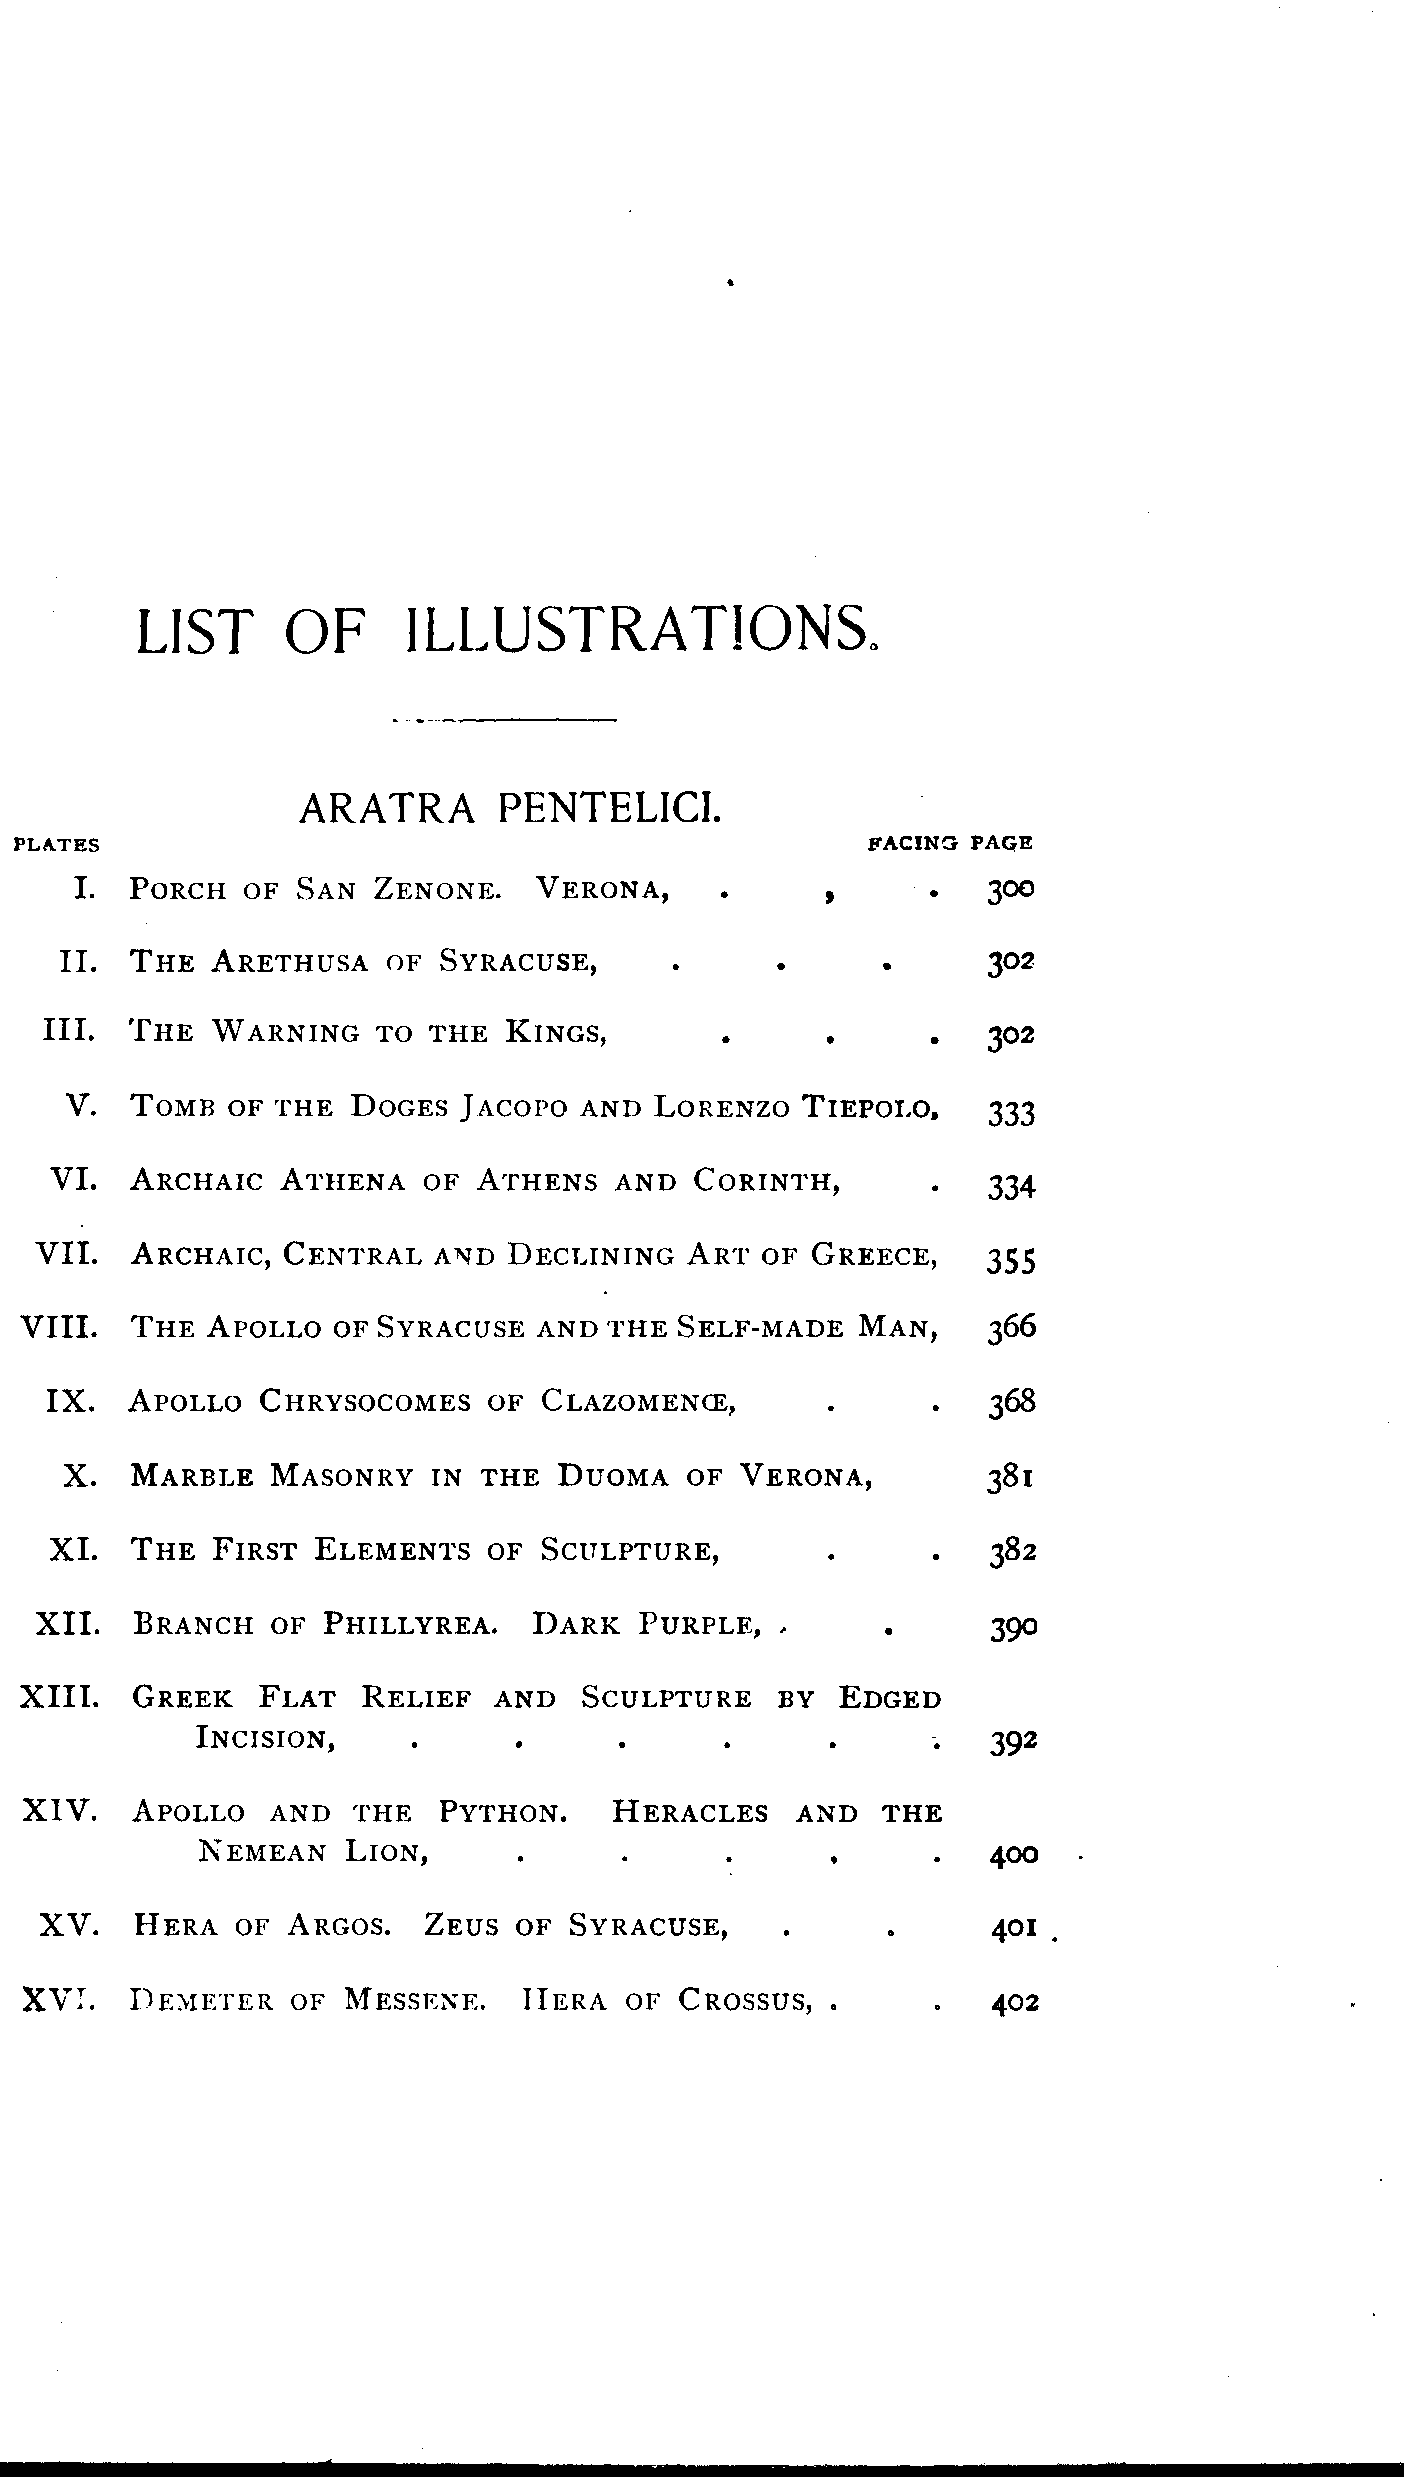 LIST OF ILLUSTRATIONS.
ARATRA PENTELICI.
PLATES FACING PAGE
I. PORCH OF SAN ZENONE. VERONA, . , . 300
II. THE ARETHUSA OF SYRACUSE, . . . 302
III. THE WARNING TO THE KINGS, . . . 302
V. TOMB OF THE DOGES JACOPO AND LORENZO TIEPOLO, 333
VI. ARCHAIC ATHENA OF ATHENS AND CORINTH, . 334
VII. ARCHAIC, CENTRAL AND DECLINING ART OF GREECE, 355
VIII. THE APOLLO OF SYRACUSE AND THE SELF-MADE MAN, 366
IX. APOLLO CHRYSOCOMES OF CLAZOMENŒ, . . 368
X. MARBLE MASONRY IN THE DUOMA OF VERONA, 381
XI. THE FIRST ELEMENTS OF SCULPTURE, . . 382
XII. BRANCH OF PHILLYREA. DARK PURPLE, . . 390
XIII. GREEK FLAT RELIEF AND SCULPTURE BY EDGED
INCISION, . . . . . . 392
XIV. APOLLO AND THE PYTHON. HERACLES AND THE
NEMEAN LION, . . . . . 400
XV. HERA OF ARGOS. ZEUS OF SYRACUSE, . . 401
XVI. DEMETER OF MESSENE. HERA OF CROSSUS, . . 402